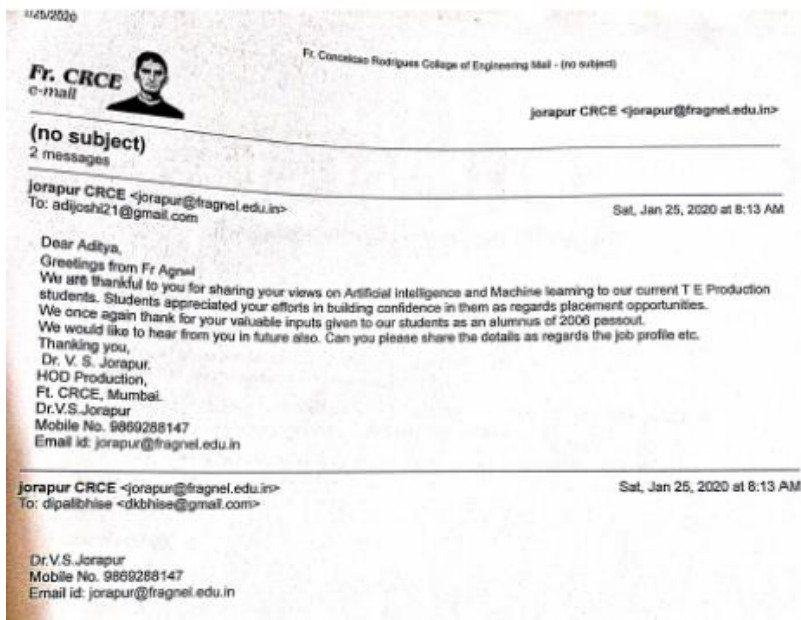 1/25/2020
Fr. Conceicao Rodrigues College of Engineering Mail - (no subject)
Fr. CRCE
e-mail
jorapur CRCE <jorapur@fragnel.edu.in>
(no subject)
2 messages
jorapur CRCE <jorapur@fragnel.edu.in>
Sat, Jan 25, 2020 at 8:13 AM
To: adijoshi21@gmail.com
Dear Aditya,
Greetings from Fr Agnel
We are thankful to you for sharing your views on Artificial intelligence and Machine learning to our current T E Production
students. Students appreciated your efforts in building confidence in them as regards placement opportunities.
We once again thank for your valuable inputs given to our students as an alumnus of 2006 passout.
We would like to hear from you in future also. Can you please share the details as regards the job profile etc.
Thanking you,
Dr. V. S. Jorapur.
HOD Production,
Ft. CRCE, Mumbai.
Dr.V.S.Jorapur
Mobile No. 9869288147
Email id: jorapur@fragnel.edu.in
jorapur CRCE <jorapur@fragnel.edu.in>
Sat, Jan 25, 2020 at 8:13 AM
To: dipalibhise <dkbhise@gmail.com>
Dr.V.S.Jorapur
Mobile No. 9869288147
Email id: jorapur@fragnel.edu.in